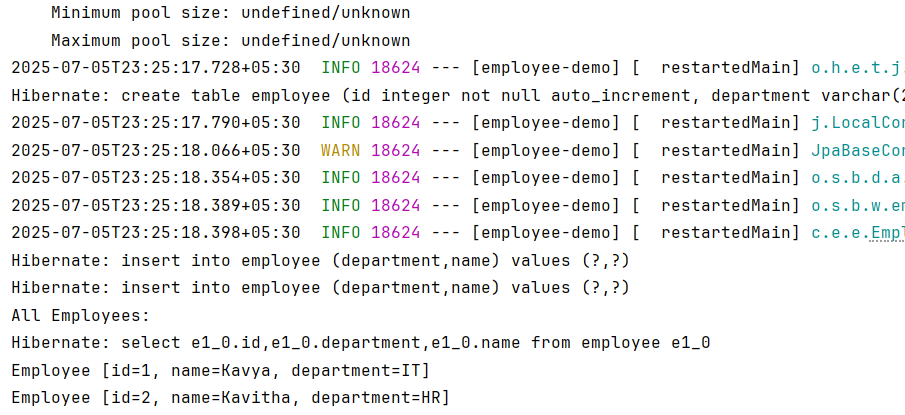 Minimum pool size: undefined/unknown
Maximum pool size: undefined/unknown
2025-07-05T23:25:17.728+05:30  INFO 18624 --- [employee-demo] [  restartedMain] o.h.e.t.j.
Hibernate: create table employee (id integer not null auto_increment, department varchar(2
2025-07-05T23:25:17.790+05:30  INFO 18624 --- [employee-demo] [  restartedMain] j.LocalCon
2025-07-05T23:25:18.066+05:30  WARN 18624 --- [employee-demo] [  restartedMain] JpaBaseCon
2025-07-05T23:25:18.354+05:30  INFO 18624 --- [employee-demo] [  restartedMain] o.s.b.d.a.
2025-07-05T23:25:18.389+05:30  INFO 18624 --- [employee-demo] [  restartedMain] o.s.b.w.em
2025-07-05T23:25:18.398+05:30  INFO 18624 --- [employee-demo] [  restartedMain] c.e.e.Empl
Hibernate: insert into employee (department,name) values (?,?)
Hibernate: insert into employee (department,name) values (?,?)
All Employees:
Hibernate: select e1_0.id,e1_0.department,e1_0.name from employee e1_0
Employee [id=1, name=Kavya, department=IT]
Employee [id=2, name=Kavitha, department=HR]